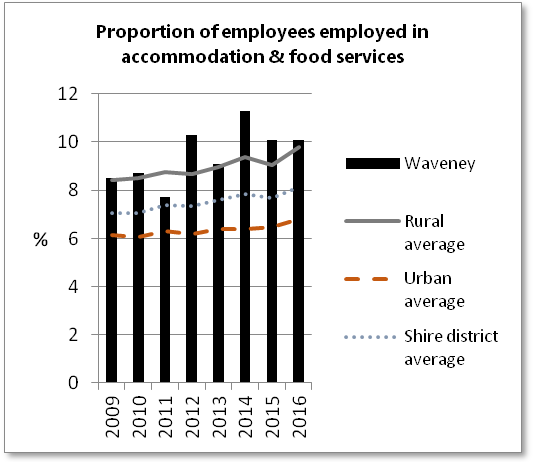 Proportion of employees employed in
accommodation & food services
12
10
8
6
4
2
0
%
2009
2010
2011
2012
2013
2014
2015
2016
Waveney
Rural
average
Urban
average
Shire district
average